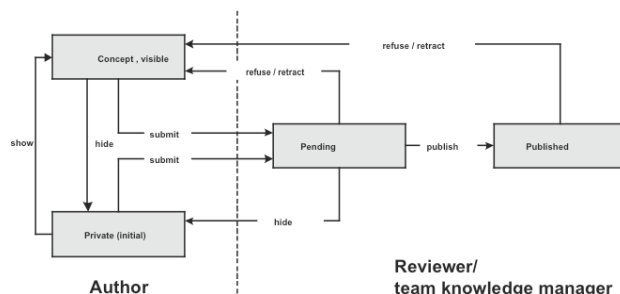 refuse / retract
Concept , visible
refuse / retract
show
hide
submit
submit
Pending
publish
Published
hide
Private (initial)
Author
Reviewer/
team knowledge manager